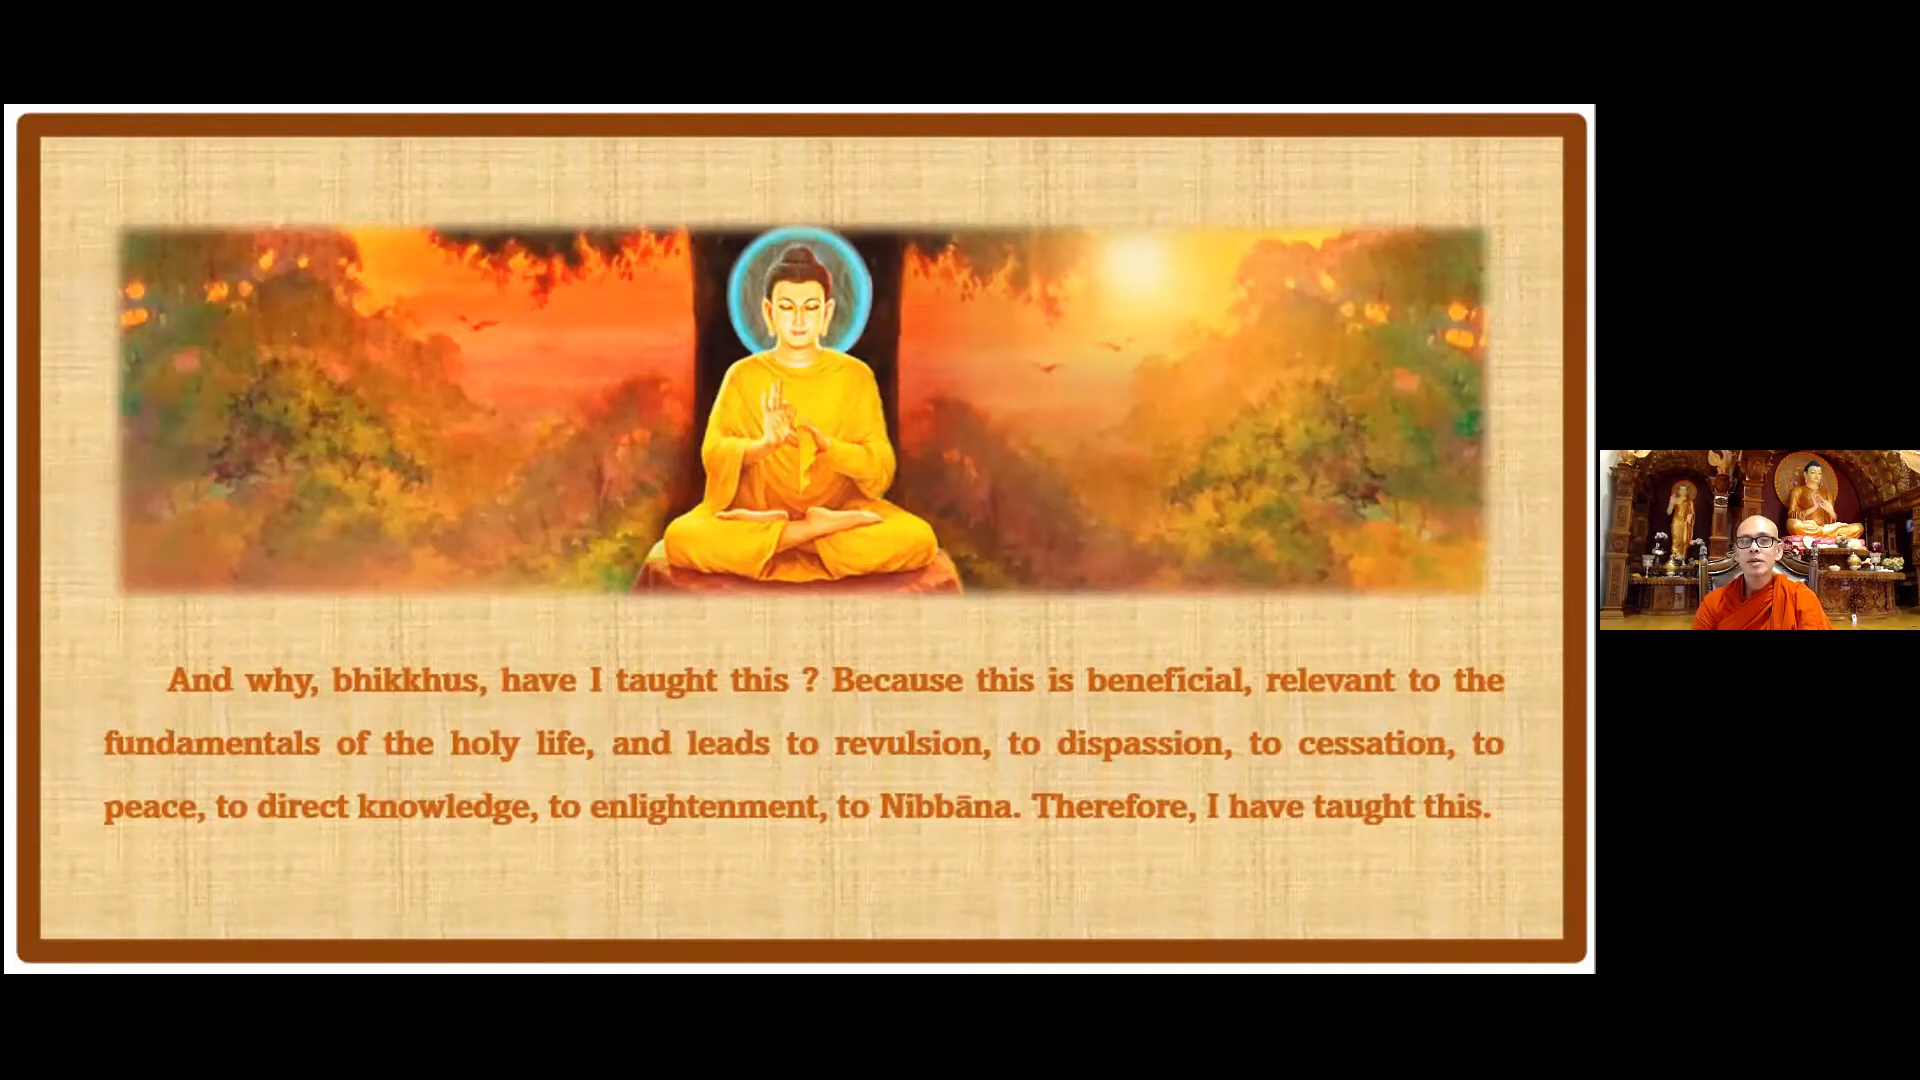 And why, bhikkhus, have I taught this ? Because this is beneficial, relevant to the
fundamentals of the holy life, and leads to revulsion, to dispassion, to cessation, to
peace, to direct knowledge, to enlightenment, to Nibbāna. Therefore, I have taught this.